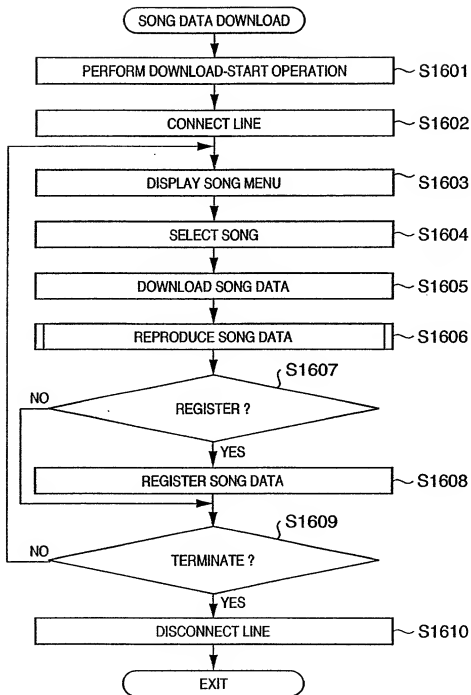 SONG DATA DOWNLOAD
PERFORM DOWNLOAD-START OPERATION S1601
CONNECT LINE S1602
DISPLAY SONG MENU S1603
SELECT SONG S1604
DOWNLOAD SONG DATA S1605
REPRODUCE SONG DATA S1606
S1607
NO
REGISTER ?
YES
REGISTER SONG DATA S1608
S1609
NO
TERMINATE ?
YES
DISCONNECT LINE S1610
EXIT